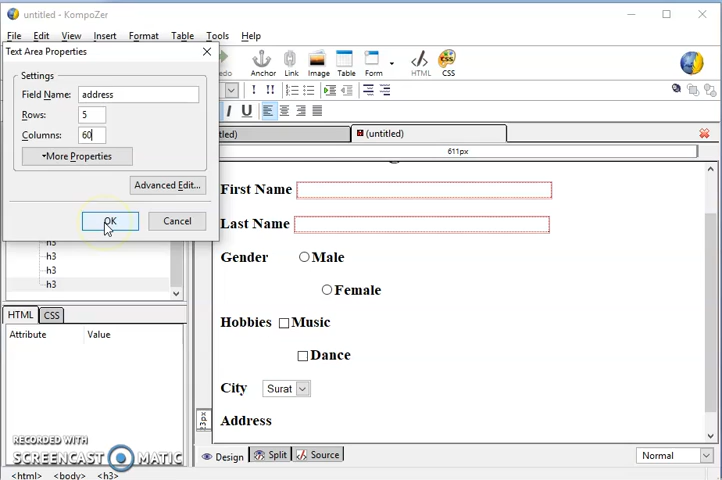 untitled - KompoZer
File Edit View Insert Format Table Tools Help
Text Area Properties
Settings
Field Name: address
Rows: 5
Columns: 60
More Properties
Advanced Edit...
OK Cancel
Anchor Link Image Table Form HTML CSS
(untitled)
611px
First Name
Last Name
Gender Male
Female
Hobbies Music
Dance
City Surat
Address
h3
h3
h3
h3
HTML CSS
Attribute Value
RECORDED WITH
SCREENCAST MATIC
Design Split Source Normal
<html> <body> <h3>